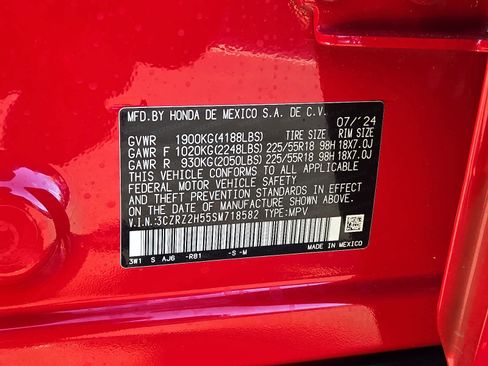 MFD.BY HONDA DE MEXICO S.A. DE C.V.
07/'24
GVWR 1900KG(4188LBS) TIRE SIZE RIM SIZE
GAWR F 1020KG(2248LBS) 225/55R18 98H 18X7.0J
GAWR R 930KG(2050LBS) 225/55R18 98H 18X7.0J
THIS VEHICLE CONFORMS TO ALL APPLICABLE
FEDERAL MOTOR VEHICLE SAFETY
AND THEFT PREVENTION STANDARDS IN EFFECT
ON THE DATE OF MANUFACTURE SHOWN ABOVE.
V.I.N.:3CZRZ2H55SM718582 TYPE:MPV
3W1 S AJ6 -R81 -S -M MADE IN MEXICO